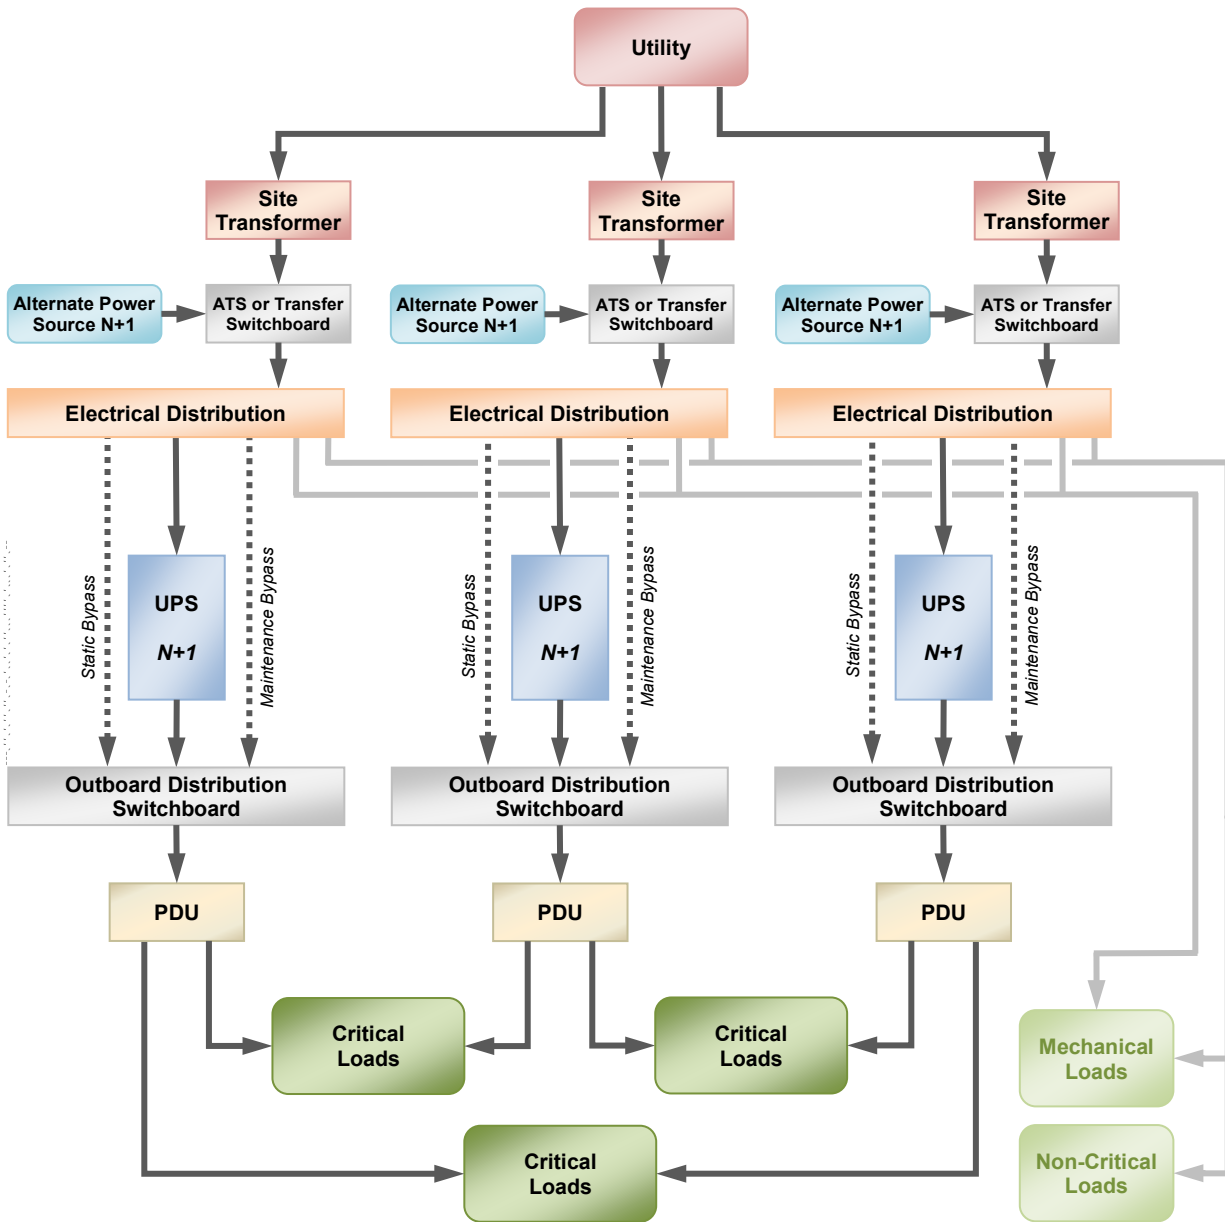 Utility
Site
Transformer
Site
Transformer
Site
Transformer
Alternate Power
Source N+1
ATS or Transfer
Switchboard
Alternate Power
Source N+1
ATS or Transfer
Switchboard
Alternate Power
Source N+1
ATS or Transfer
Switchboard
Electrical Distribution
Electrical Distribution
Electrical Distribution
Static Bypass
UPS
N+1
Maintenance Bypass
Static Bypass
UPS
N+1
Maintenance Bypass
Static Bypass
UPS
N+1
Maintenance Bypass
Outboard Distribution
Switchboard
Outboard Distribution
Switchboard
Outboard Distribution
Switchboard
PDU
PDU
PDU
Critical
Loads
Critical
Loads
Mechanical
Loads
Critical
Loads
Non-Critical
Loads